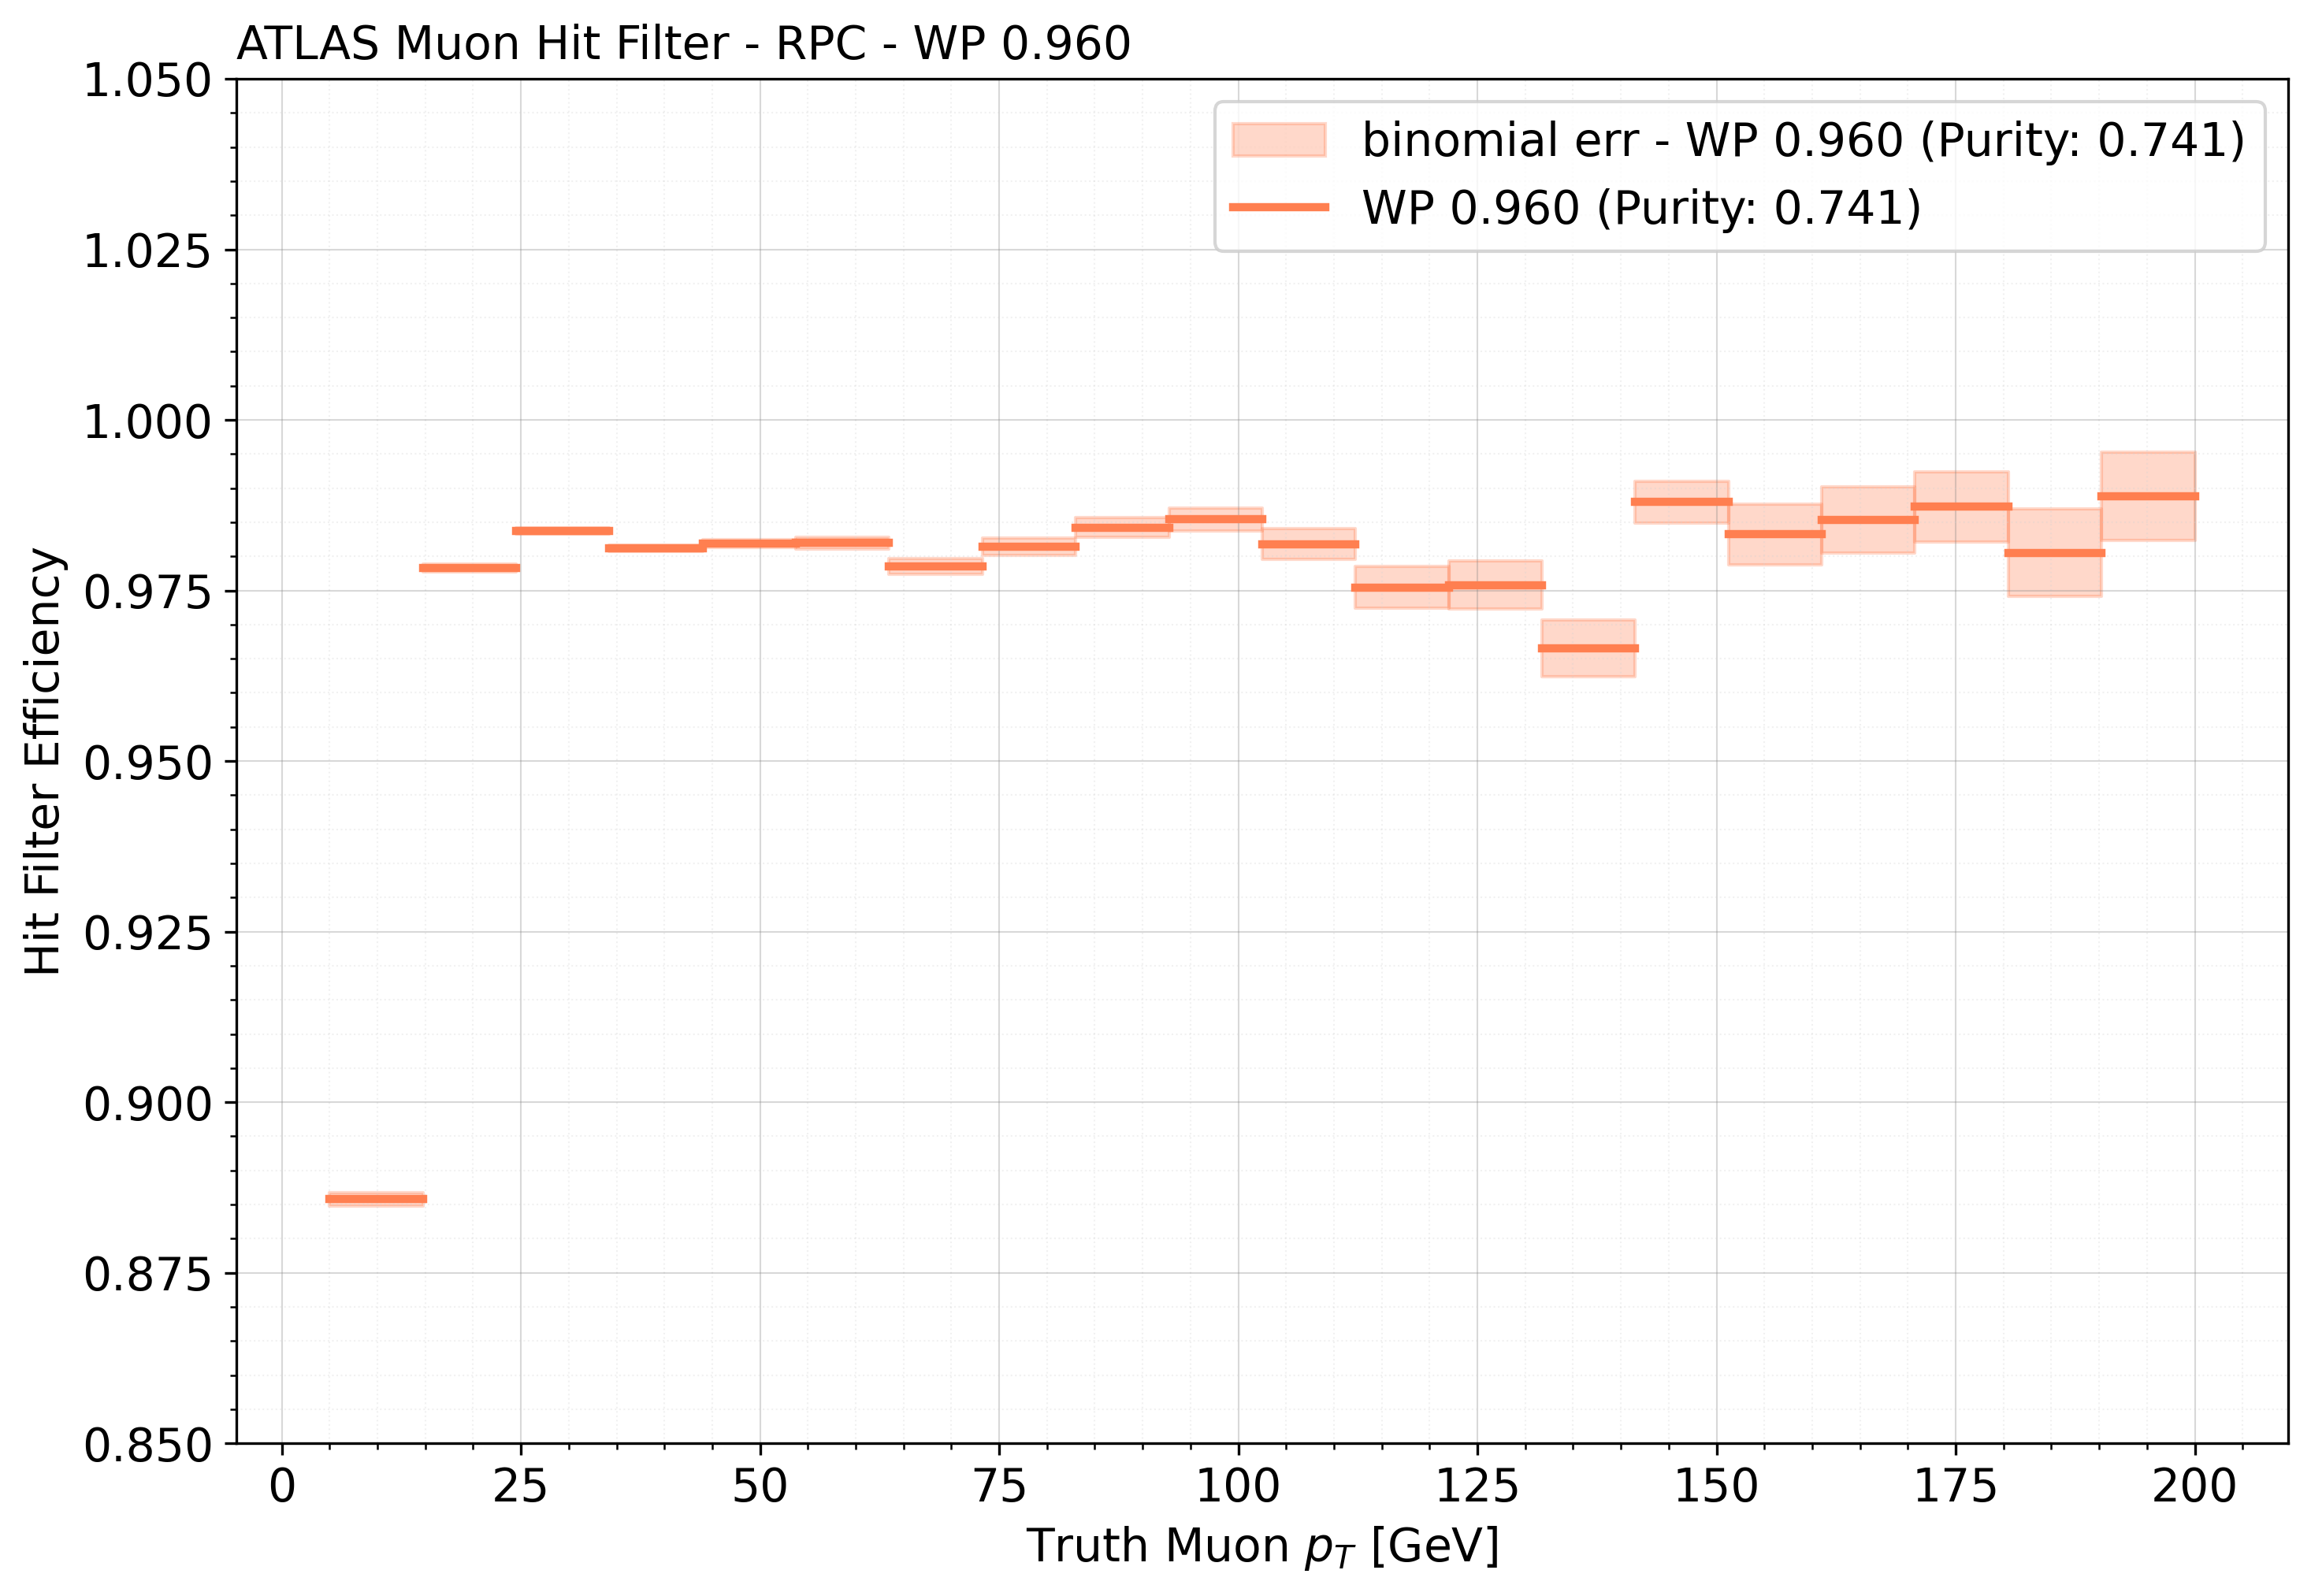 ATLAS Muon Hit Filter - RPC - WP 0.960
1.050
1.025
1.000
0.975
0.950
0.925
0.900
0.875
0.850
Hit Filter Efficiency
binomial err - WP 0.960 (Purity: 0.741)
WP 0.960 (Purity: 0.741)
0 25 50 75 100 125 150 175 200
Truth Muon p_T [GeV]